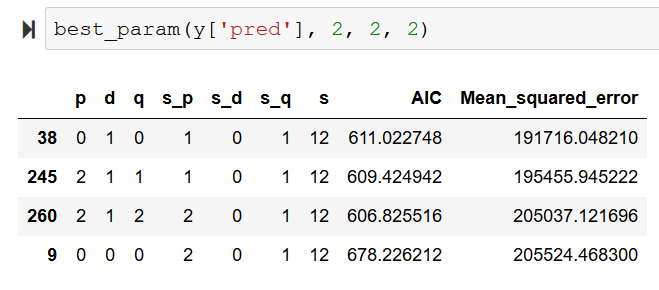 best_param(y['pred'], 2, 2, 2)
p d q s_p s_d s_q s AIC Mean_squared_error
38 0 1 0 1 0 1 12 611.022748 191716.048210
245 2 1 1 1 0 1 12 609.424942 195455.945222
260 2 1 2 2 0 1 12 606.825516 205037.121696
9 0 0 0 2 0 1 12 678.226212 205524.468300